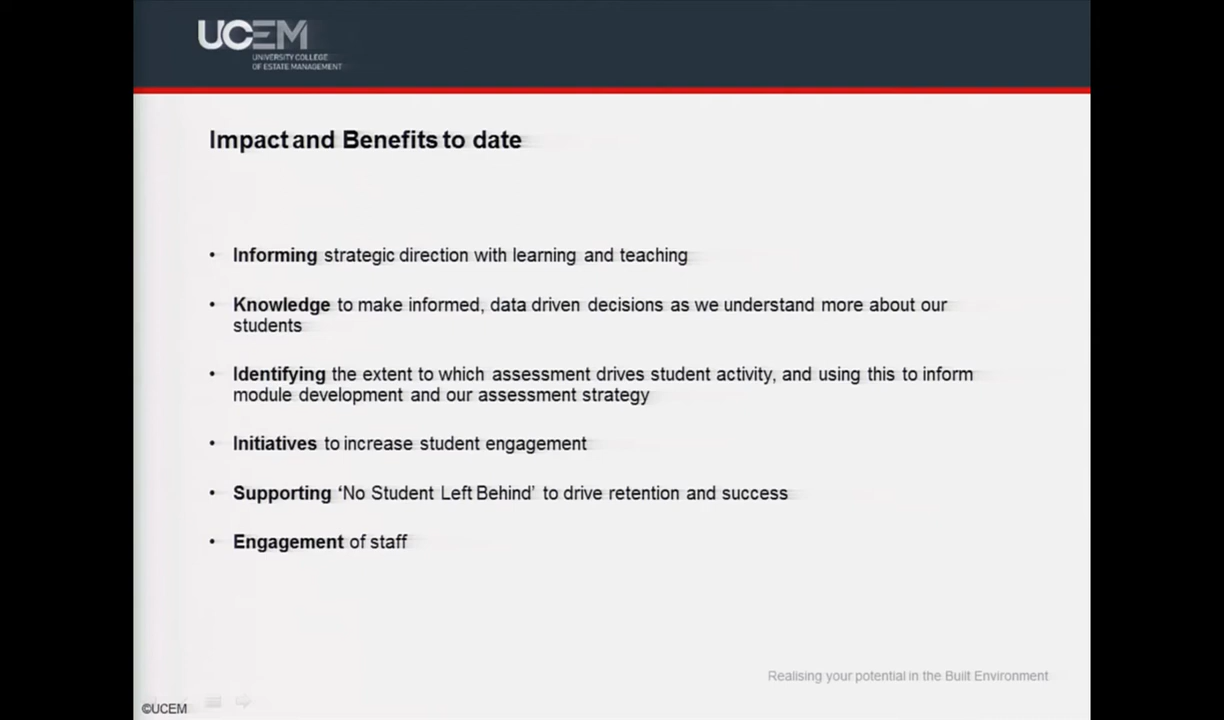 UCEM
UNIVERSITY COLLEGE
OF ESTATE MANAGEMENT
Impact and Benefits to date
• Informing strategic direction with learning and teaching
• Knowledge to make informed, data driven decisions as we understand more about our
students
• Identifying the extent to which assessment drives student activity, and using this to inform
module development and our assessment strategy
• Initiatives to increase student engagement
• Supporting ‘No Student Left Behind’ to drive retention and success
• Engagement of staff
Realising your potential in the Built Environment
©UCEM